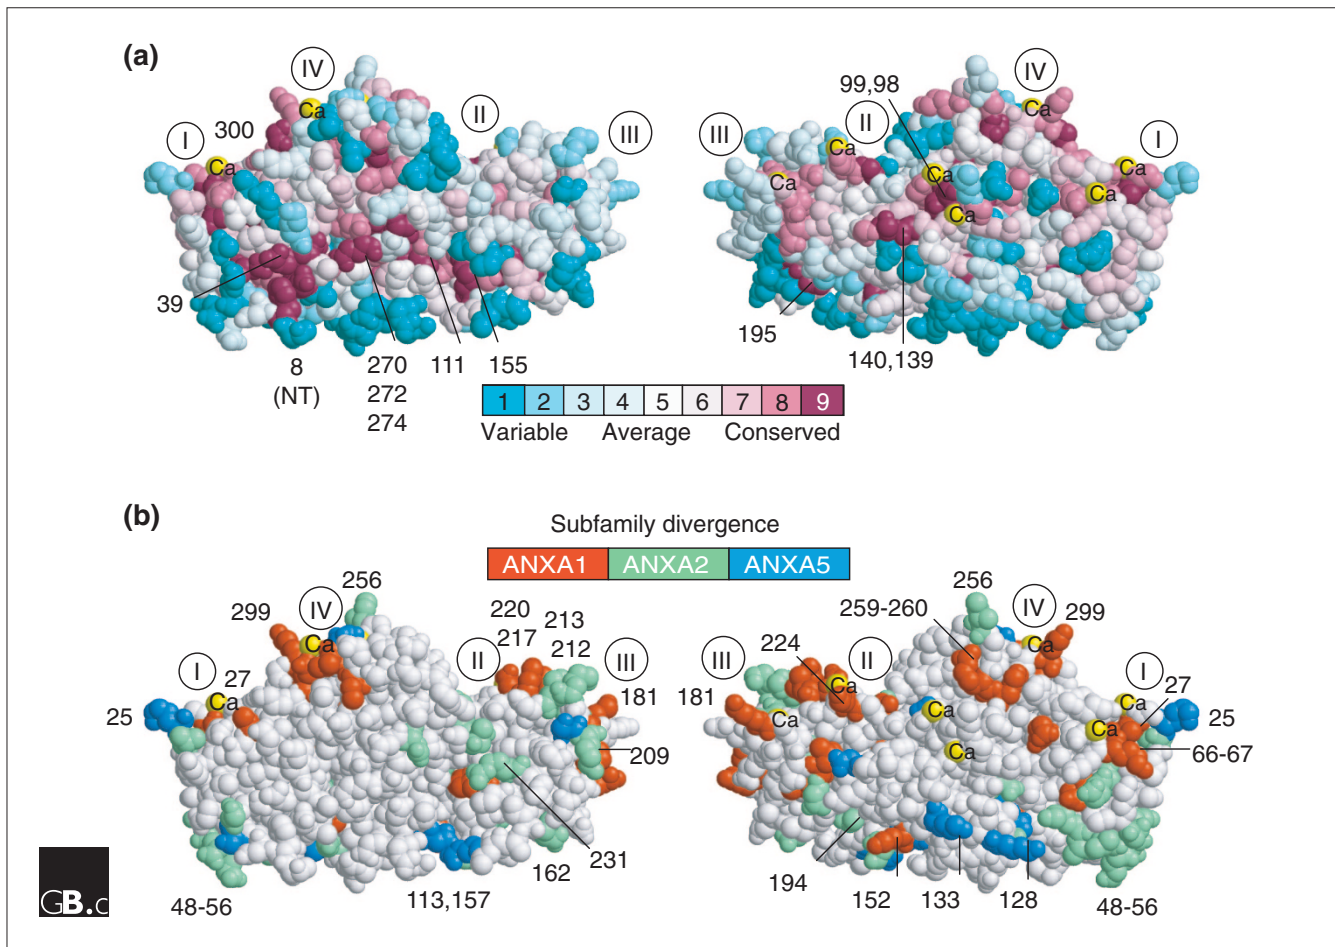 (a)
IV
I
300
Ca
Ca
II
III
39
8
(NT)
270
272
274
111
155
99,98
IV
III
II
I
Ca
Ca
Ca
Ca
Ca
Ca
Ca
195
140,139
1 2 3 4 5 6 7 8 9
Variable Average Conserved
(b)
Subfamily divergence
ANXA1 ANXA2 ANXA5
256
299
IV
Ca
I
27
Ca
25
220
217
213
212
II
III
181
209
231
162
113,157
48-56
256
IV
259-260
299
III
224
II
I
181
27
25
66-67
Ca
Ca
Ca
Ca
Ca
Ca
Ca
194
152
133
128
48-56
GB.c